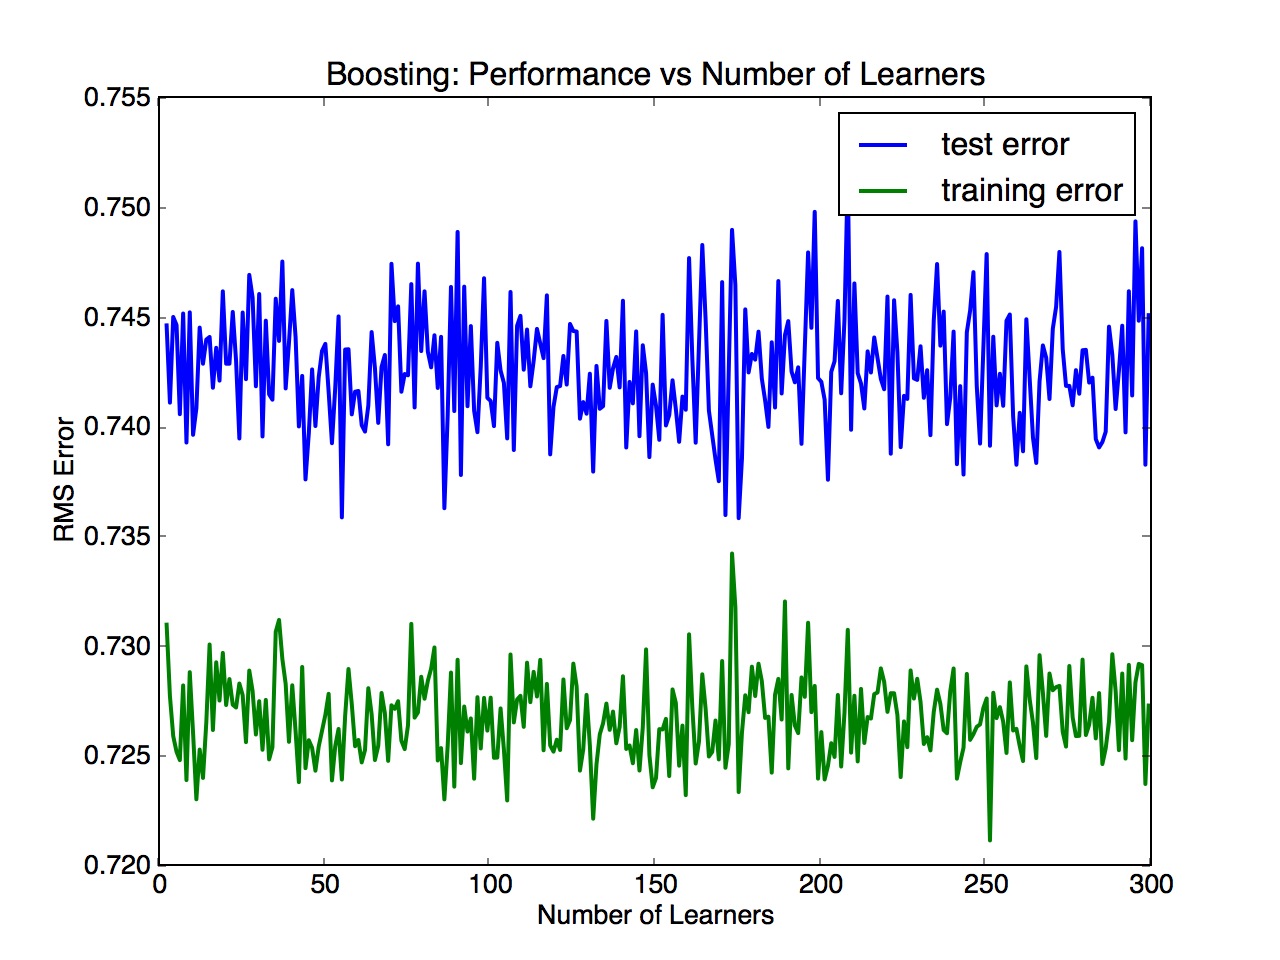 Boosting: Performance vs Number of Learners
0.755
0.750
0.745
0.740
0.735
0.730
0.725
0.720
RMS Error
test error
training error
0 50 100 150 200 250 300
Number of Learners